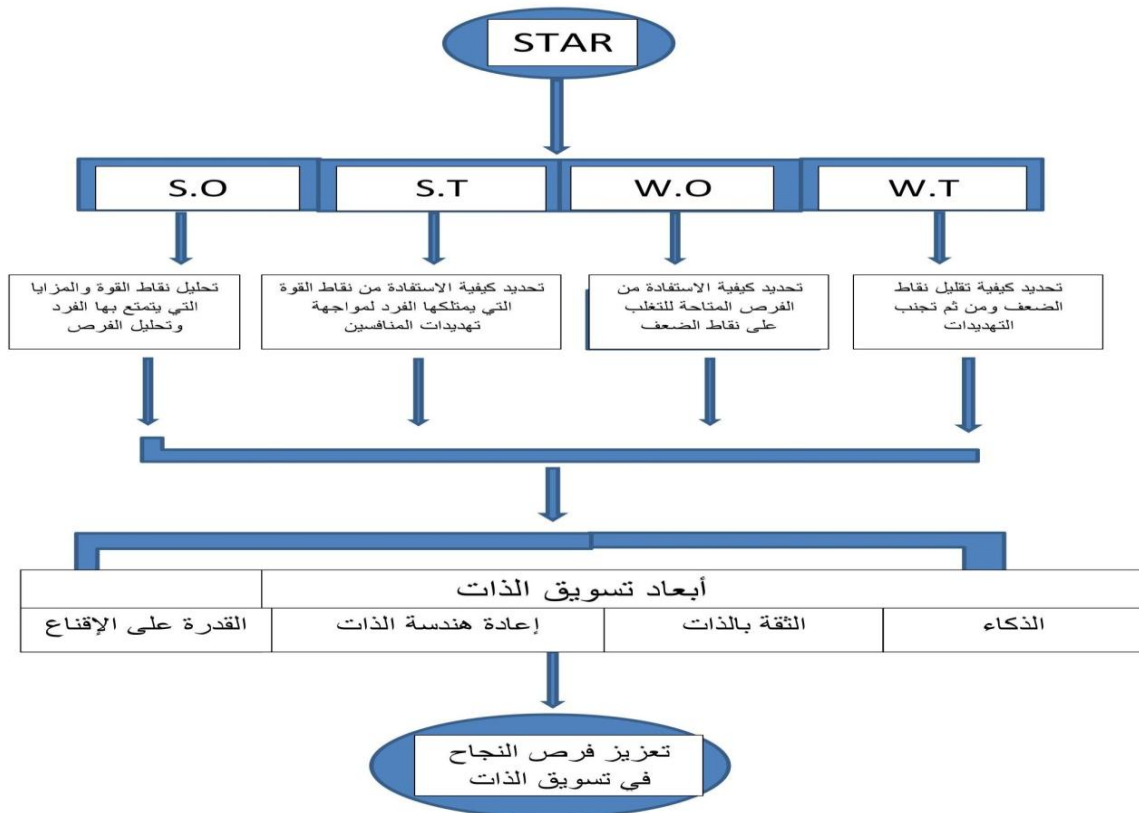 STAR
S.O
S.T
W.O
W.T
تحليل نقاط القوة والمزايا
التي يتمتع بها الفرد
وتحليل الفرص
تحديد كيفية الاستفادة من نقاط القوة
التي يمتلكها الفرد لمواجهة
تهديدات المنافسين
تحديد كيفية الاستفادة من
الفرص المتاحة للتغلب
على نقاط الضعف
تحديد كيفية تقليل نقاط
الضعف ومن ثم تجنب
التهديدات
أبعاد تسويق الذات
القدرة على الإقناع
إعادة هندسة الذات
الثقة بالذات
الذكاء
تعزيز فرص النجاح
في تسويق الذات